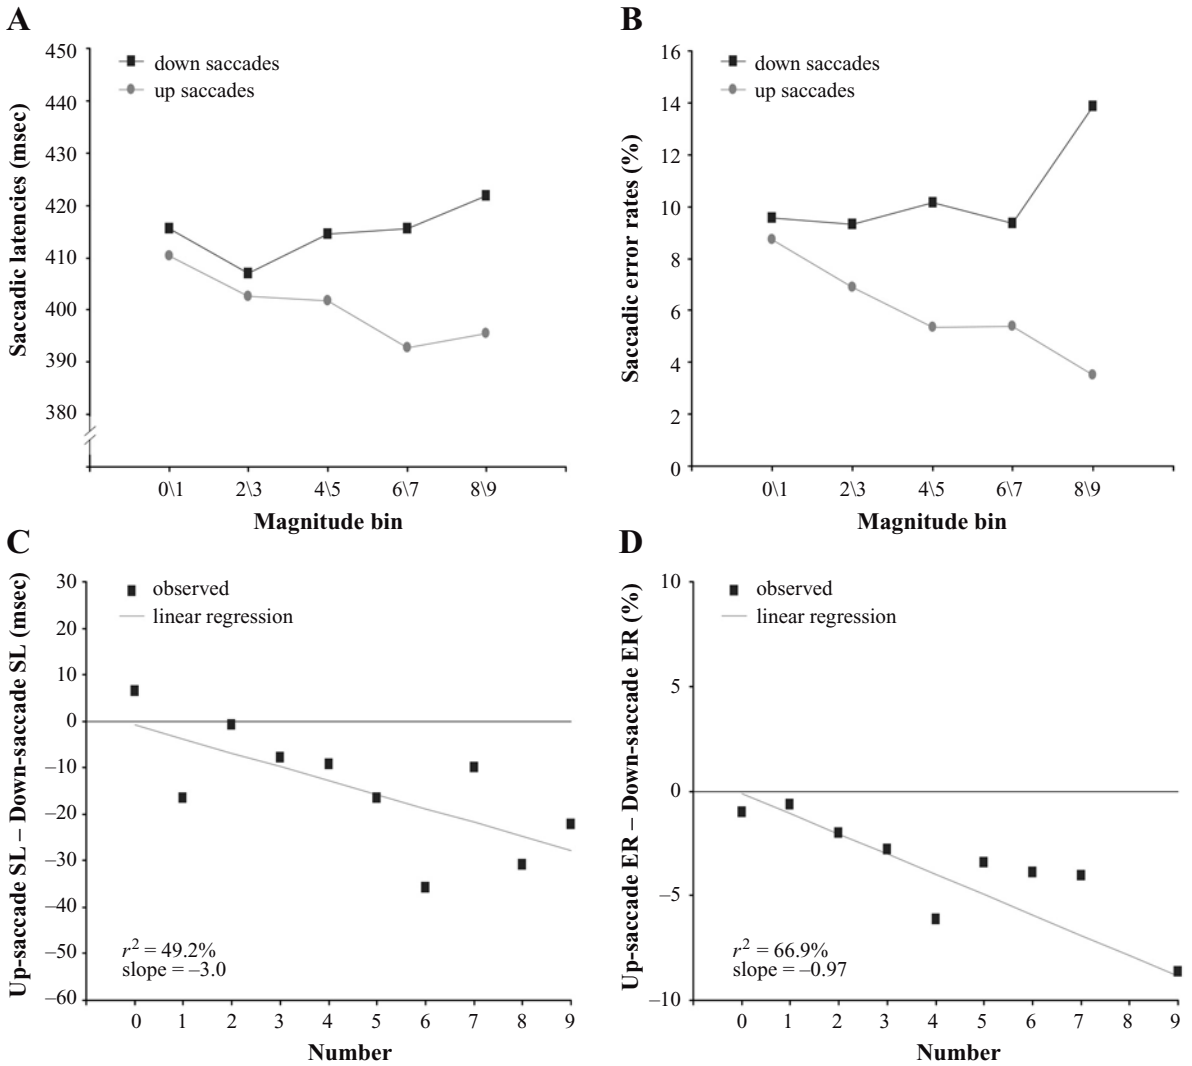 A
450
440
430
420
410
400
390
380
Saccadic latencies (msec)
down saccades
up saccades
0\1 2\3 4\5 6\7 8\9
Magnitude bin
B
16
14
12
10
8
6
4
2
0
Saccadic error rates (%)
down saccades
up saccades
0\1 2\3 4\5 6\7 8\9
Magnitude bin
C
30
20
10
0
–10
–20
–30
–40
–50
–60
Up-saccade SL – Down-saccade SL (msec)
observed
linear regression
r² = 49.2%
slope = –3.0
0 1 2 3 4 5 6 7 8 9
Number
D
10
5
0
–5
–10
Up-saccade ER – Down-saccade ER (%)
observed
linear regression
r² = 66.9%
slope = –0.97
0 1 2 3 4 5 6 7 8 9
Number